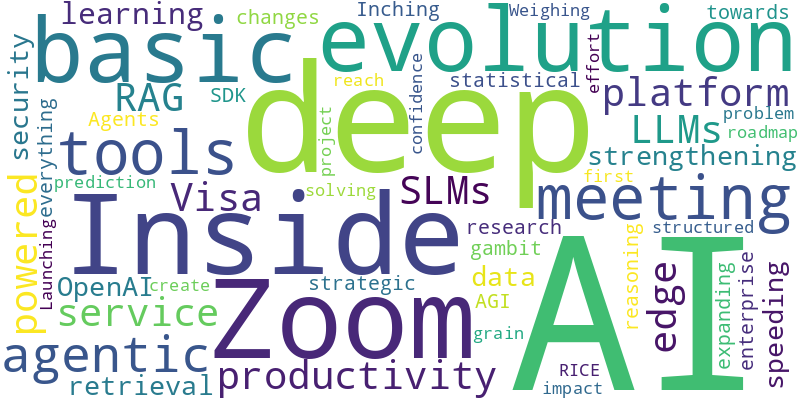 learning
changes
Inching
Weighing
towards
basic
evolution
effort
security
RAG
SDK
reach
confidence
statistical
platform
everything
Agents
deep
project
LLMs
problem
roadmap
tools
strengthening
prediction
Visa
solving
SLMs
first
meeting
powered
Launching
Inside
research
structured
gambit
reasoning
OpenAI
create
strategic
data
AI
edge
expanding
enterprise
speeding
service
Zoom
AGI
grain
agentic
productivity
RICE
retrieval
impact